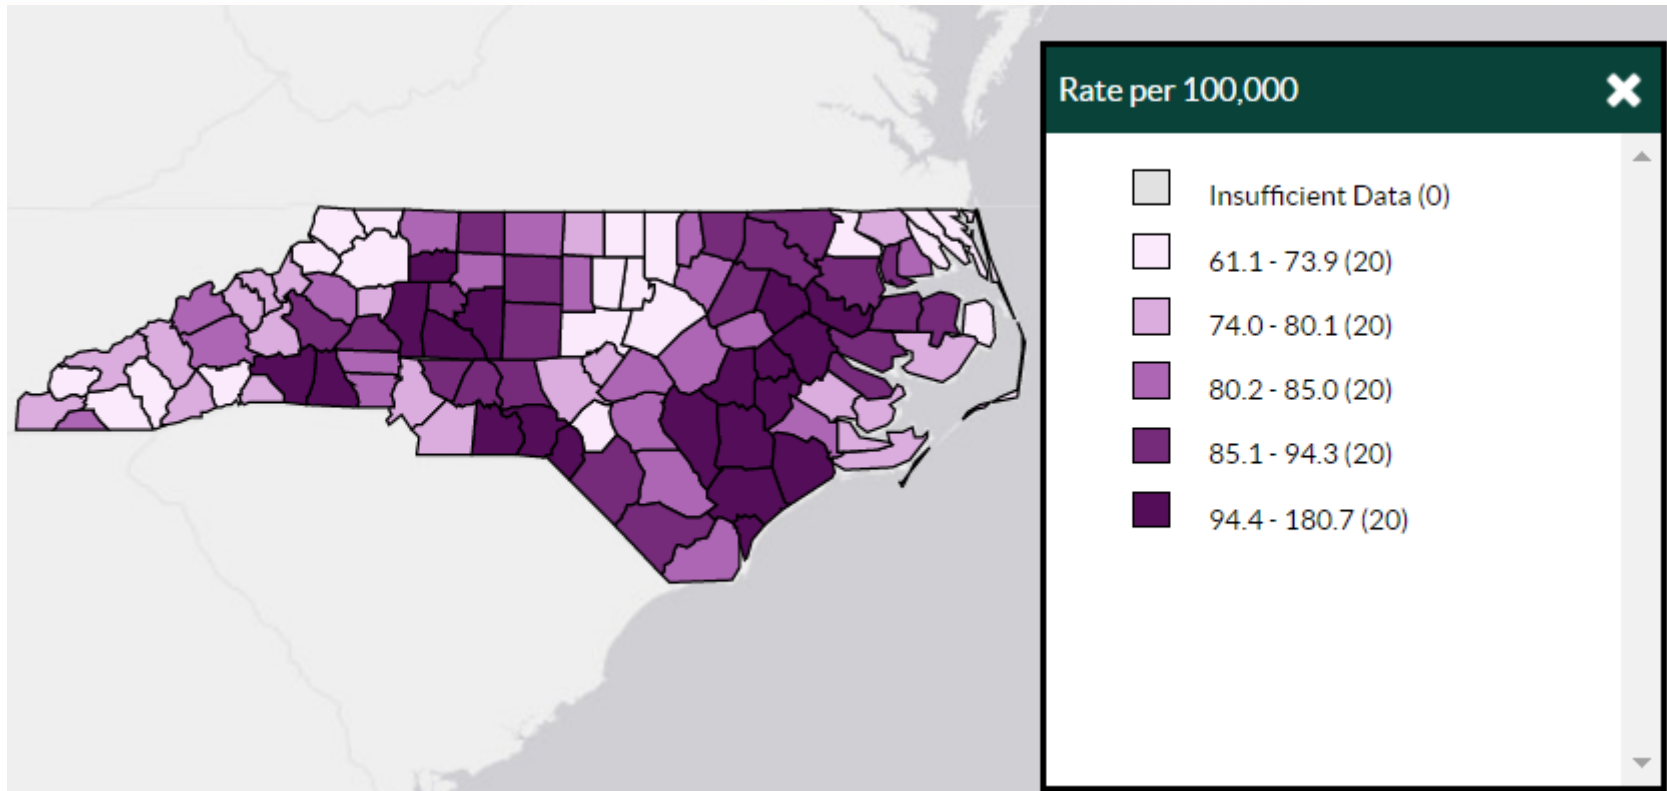 Rate per 100,000
Insufficient Data (0)
61.1 - 73.9 (20)
74.0 - 80.1 (20)
80.2 - 85.0 (20)
85.1 - 94.3 (20)
94.4 - 180.7 (20)